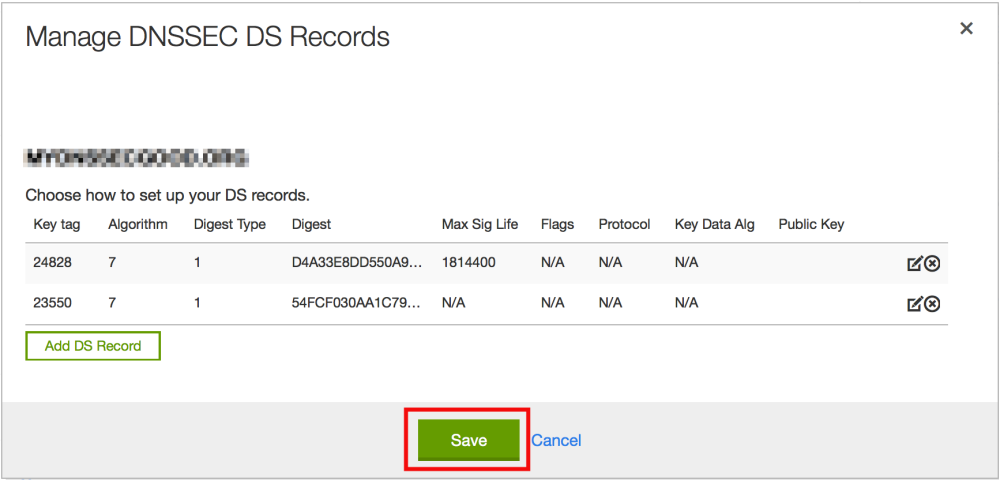 Manage DNSSEC DS Records
Choose how to set up your DS records.
Key tag Algorithm Digest Type Digest Max Sig Life Flags Protocol Key Data Alg Public Key
24828 7 1 D4A33E8DD550A9... 1814400 N/A N/A N/A
23550 7 1 54FCF030AA1C79... N/A N/A N/A N/A
Add DS Record
Save Cancel